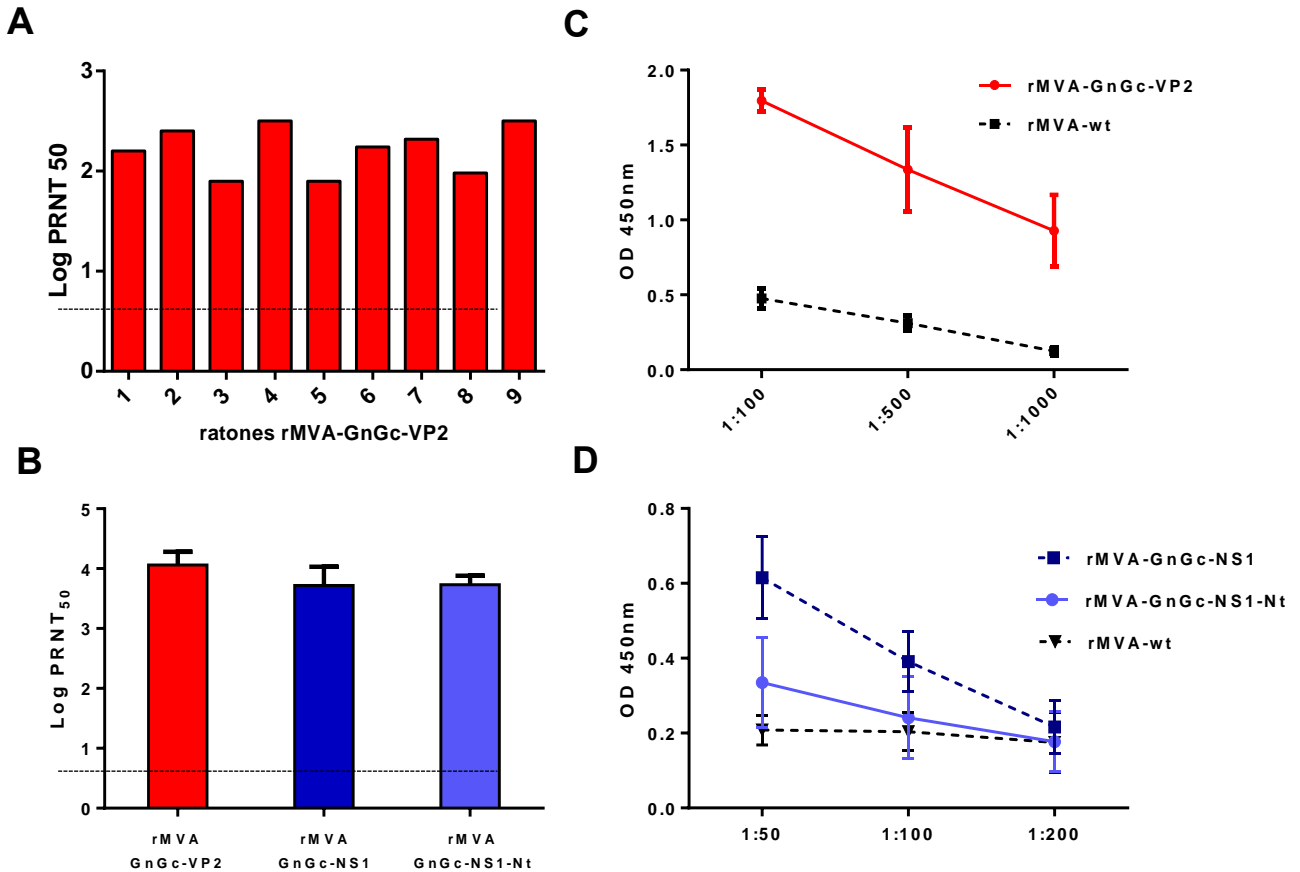 A
Log PRNT 50
3
2
1
0
1 2 3 4 5 6 7 8 9
ratones rMVA-GnGc-VP2
B
Log PRNT50
5
4
3
2
1
0
rMVA
GnGc-VP2
rMVA
GnGc-NS1
rMVA
GnGc-NS1-Nt
C
OD 450nm
2.0
1.5
1.0
0.5
0.0
1:100 1:500 1:1000
rMVA-GnGc-VP2
rMVA-wt
D
OD 450nm
0.8
0.6
0.4
0.2
0.0
1:50 1:100 1:200
rMVA-GnGc-NS1
rMVA-GnGc-NS1-Nt
rMVA-wt